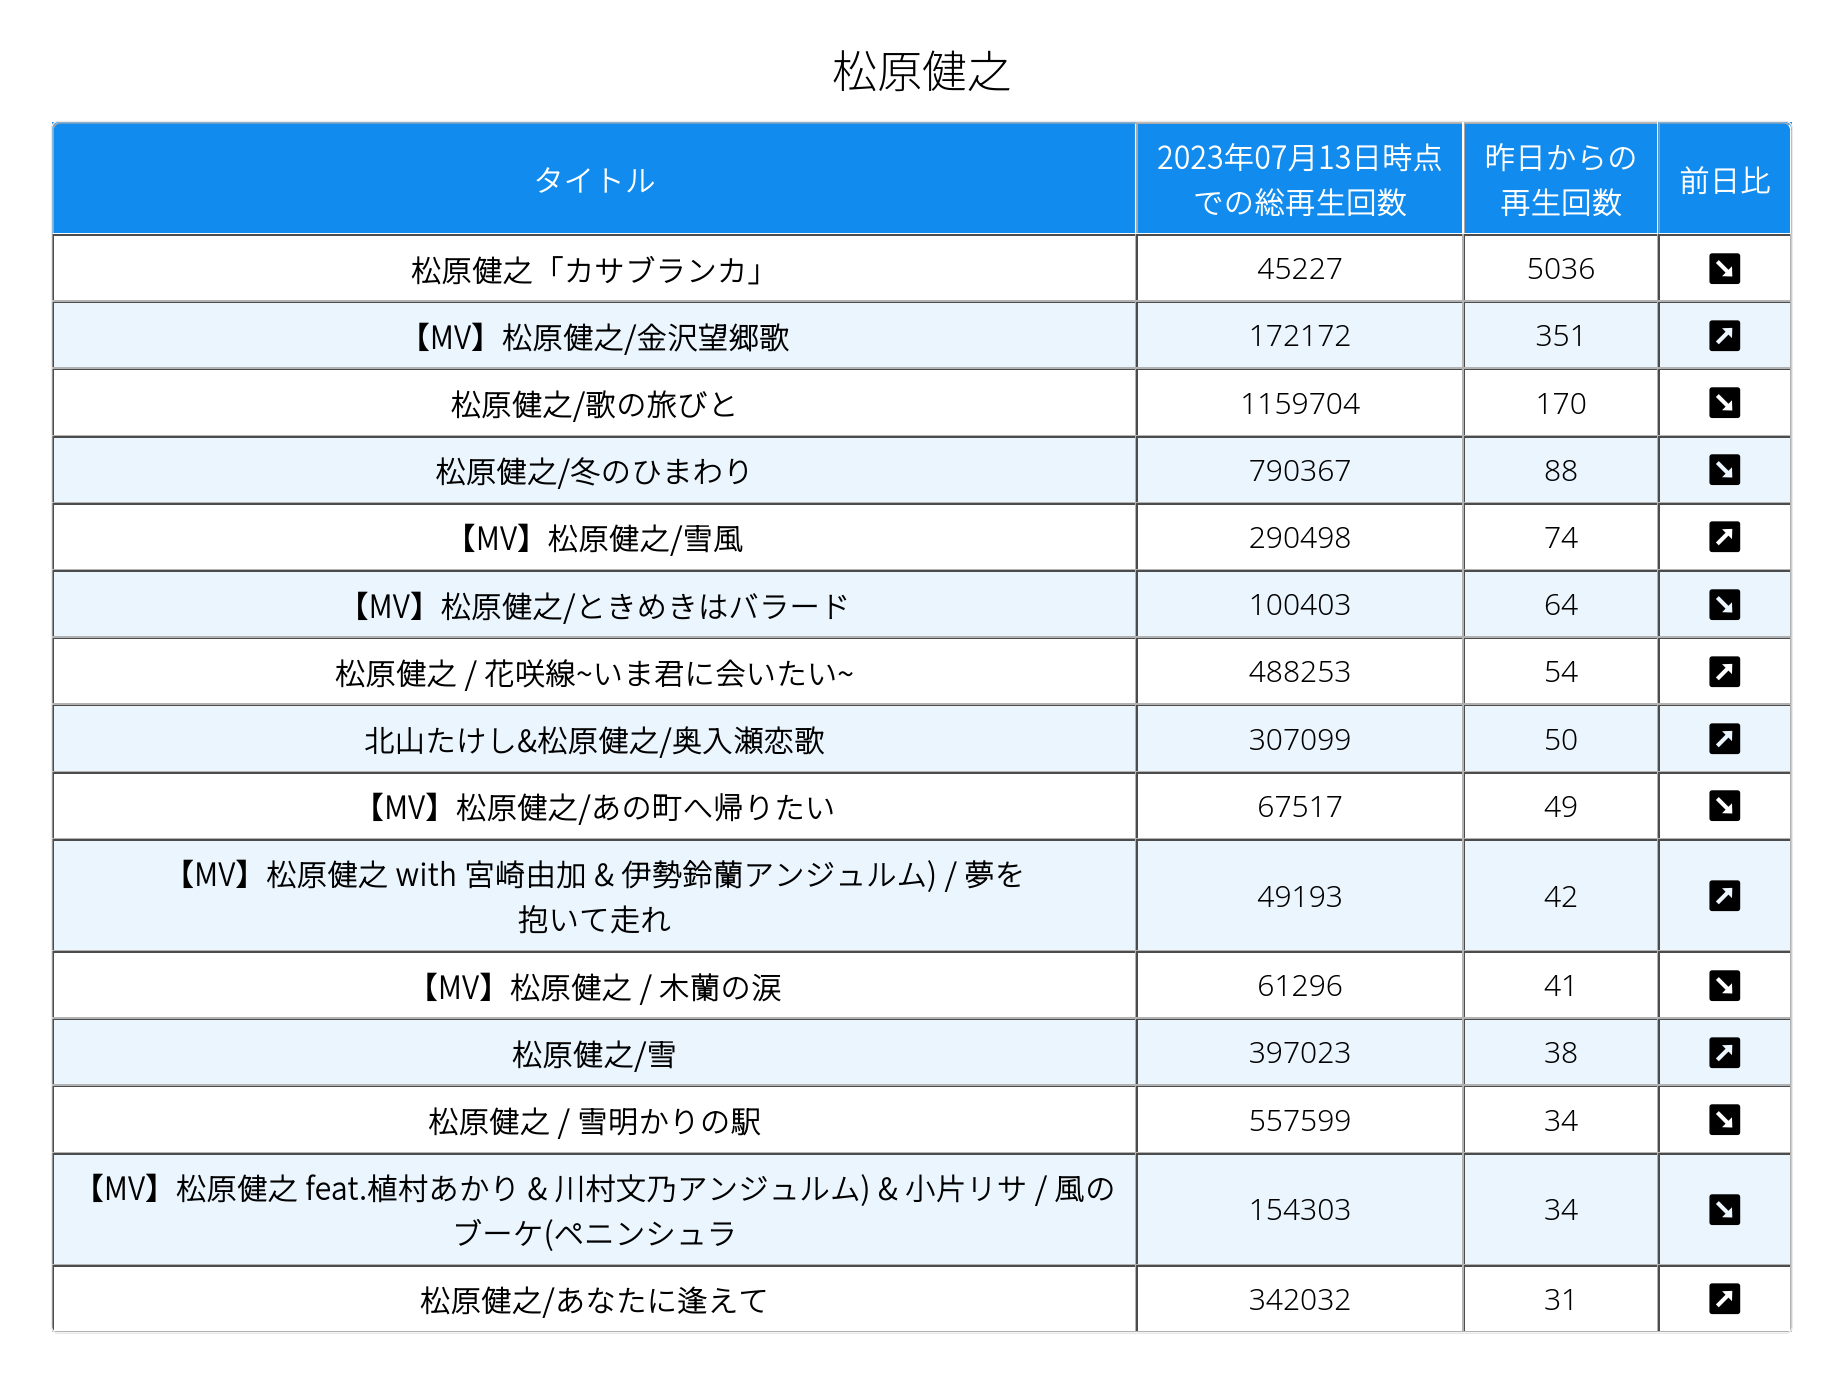 松原健之
タイトル
2023年07月13日時点
での総再生回数
昨日からの
再生回数
前日比
松原健之「カサブランカ」 45227 5036
【MV】松原健之/金沢望郷歌 172172 351
松原健之/歌の旅びと 1159704 170
松原健之/冬のひまわり 790367 88
【MV】松原健之/雪風 290498 74
【MV】松原健之/ときめきはバラード 100403 64
松原健之 / 花咲線~いま君に会いたい~ 488253 54
北山たけし&松原健之/奥入瀬恋歌 307099 50
【MV】松原健之/あの町へ帰りたい 67517 49
【MV】松原健之 with 宮崎由加 & 伊勢鈴蘭アンジュルム) / 夢を
抱いて走れ 49193 42
【MV】松原健之 / 木蘭の涙 61296 41
松原健之/雪 397023 38
松原健之 / 雪明かりの駅 557599 34
【MV】松原健之 feat.植村あかり & 川村文乃アンジュルム) & 小片リサ / 風の
ブーケ(ペニンシュラ 154303 34
松原健之/あなたに逢えて 342032 31